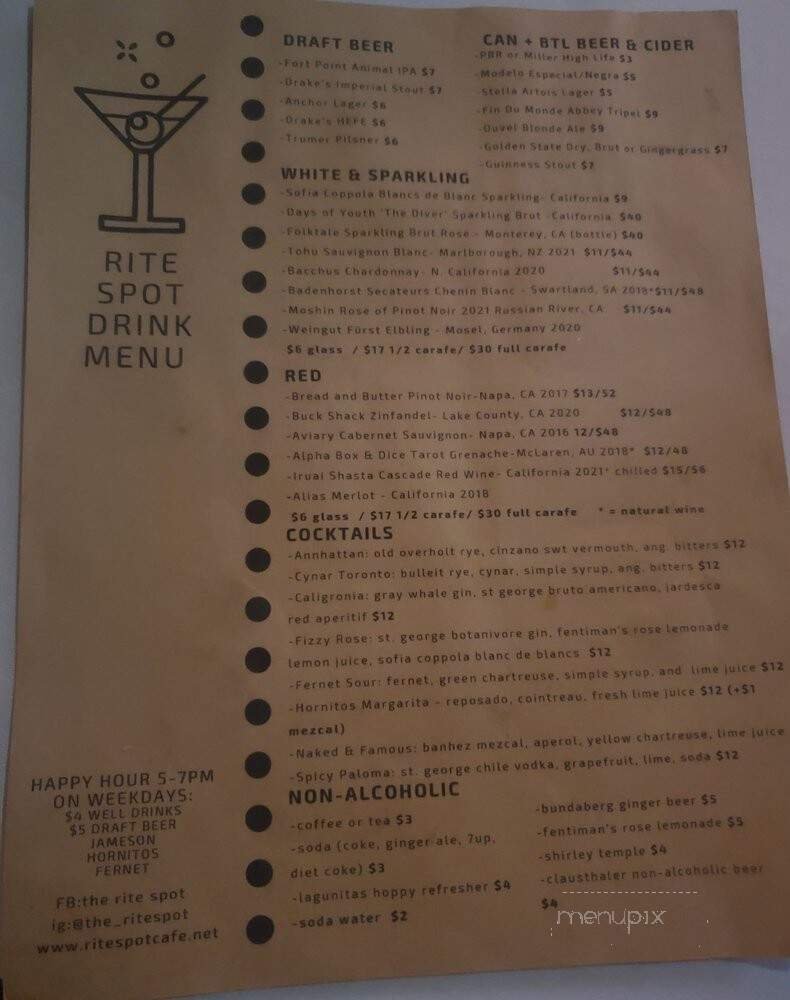 RITE
SPOT
DRINK
MENU
DRAFT BEER
-Fort Point Animal IPA $7
-Drake's Imperial Stout $7
-Anchor Lager $6
-Drake's HEFE $6
-Trumer Pilsner $6
CAN + BTL BEER & CIDER
-PBR or Miller High Life $3
-Modelo Especial/Negra $5
-Stella Artois Lager $5
-Fin Du Monde Abbey Tripel $9
-Duvel Blonde Ale $9
-Golden State Dry, Brut or Gingergrass $7
-Guinness Stout $7
WHITE & SPARKLING
-Sofia Coppola Blancs de Blanc Sparkling- California $9
-Days of Youth 'The Diver' Sparkling Brut -California $40
-Folktale Sparkling Brut Rose - Monterey, CA (bottle) $40
-Tohu Sauvignon Blanc- Marlborough, NZ 2021 $11/$44
-Bacchus Chardonnay- N. California 2020 $11/$44
-Badenhorst Secateurs Chenin Blanc - Swartland, SA 2018*$11/$48
-Moshin Rose of Pinot Noir 2021 Russian River, CA $11/$44
-Weingut Fürst Elbling - Mosel, Germany 2020
$6 glass / $17 1/2 carafe/ $30 full carafe
RED
-Bread and Butter Pinot Noir-Napa, CA 2017 $13/52
-Buck Shack Zinfandel- Lake County, CA 2020 $12/$48
-Aviary Cabernet Sauvignon- Napa, CA 2016 12/$48
-Alpha Box & Dice Tarot Grenache-McLaren, AU 2018* $12/48
-Iruai Shasta Cascade Red Wine- California 2021* chilled $15/56
-Alias Merlot - California 2018
$6 glass / $17 1/2 carafe/ $30 full carafe * = natural wine
COCKTAILS
-Annhattan: old overholt rye, cinzano swt vermouth, ang. bitters $12
-Cynar Toronto: bulleit rye, cynar, simple syrup, ang. bitters $12
-Caligronia: gray whale gin, st george bruto americano, jardesca
red aperitif $12
-Fizzy Rose: st. george botanivore gin, fentiman's rose lemonade
lemon juice, sofia coppola blanc de blancs $12
-Fernet Sour: fernet, green chartreuse, simple syrup, and lime juice $12
-Hornitos Margarita - reposado, cointreau, fresh lime juice $12 (+$1
mezcal)
-Naked & Famous: banhez mezcal, aperol, yellow chartreuse, lime juice
-Spicy Paloma: st. george chile vodka, grapefruit, lime, soda $12
NON-ALCOHOLIC
-coffee or tea $3
-soda (coke, ginger ale, 7up,
diet coke) $3
-lagunitas hoppy refresher $4
-soda water $2
-bundaberg ginger beer $5
-fentiman's rose lemonade $5
-shirley temple $4
-clausthaler non-alcoholic beer
$4
HAPPY HOUR 5-7PM
ON WEEKDAYS:
$4 WELL DRINKS
$5 DRAFT BEER
JAMESON
HORNITOS
FERNET
FB:the rite spot
ig:@the_ritespot
www.ritespotcafe.net
menupix